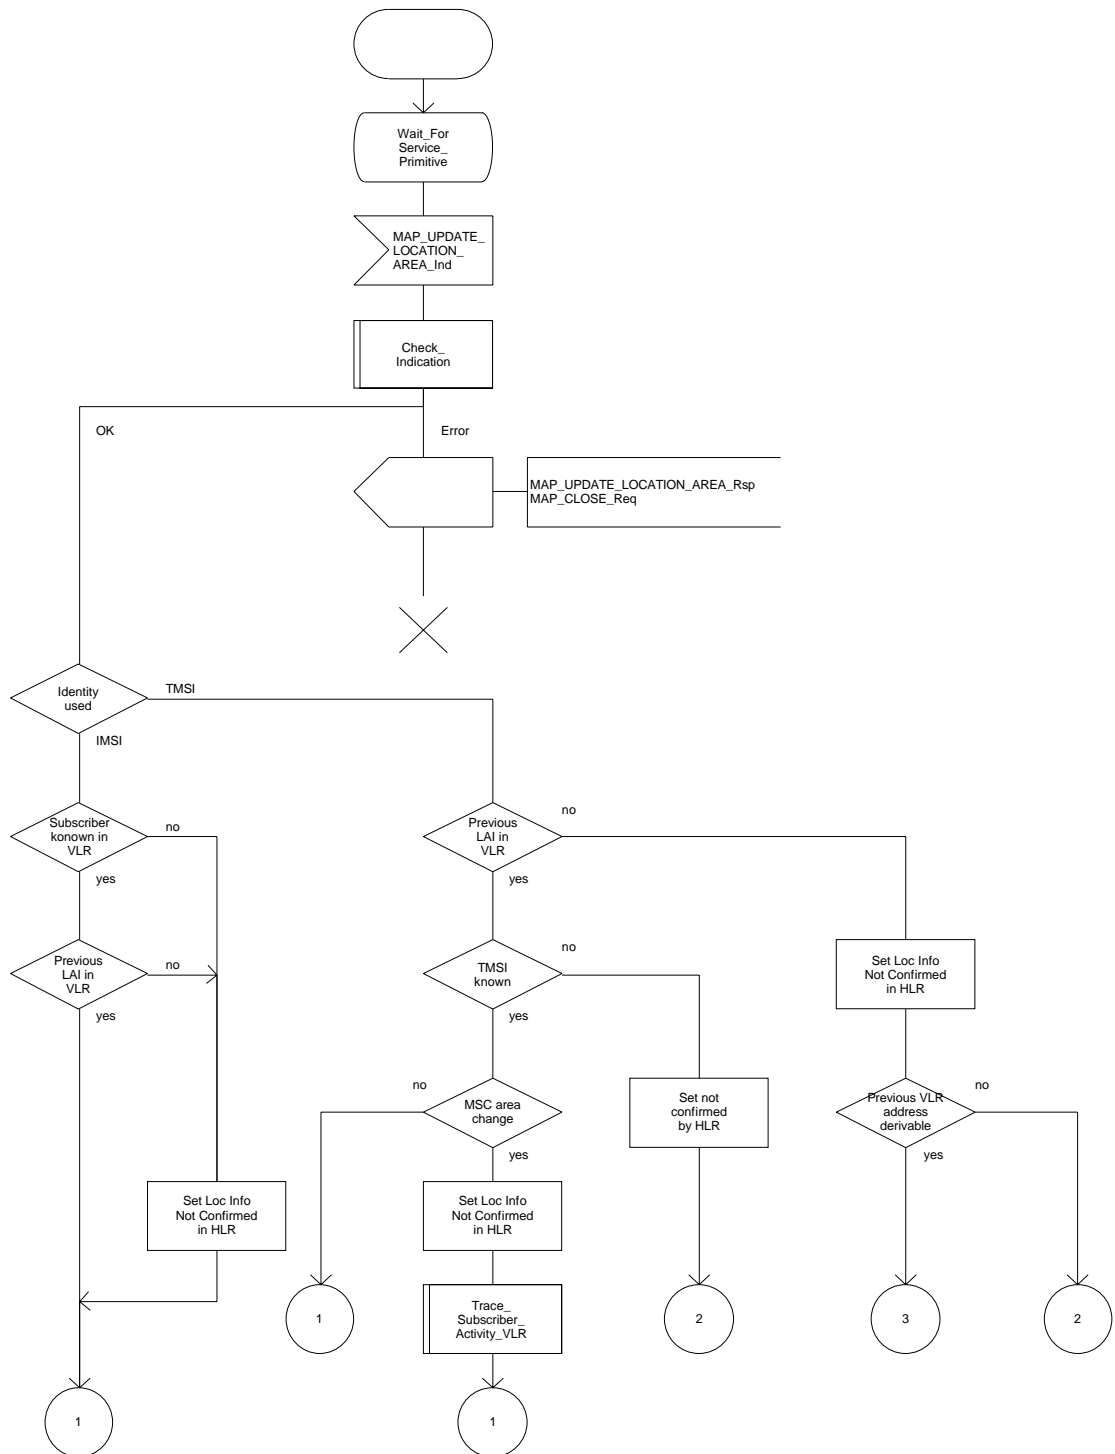 Wait_For
Service_
Primitive
MAP_UPDATE_
LOCATION_
AREA_Ind
Check_
Indication
OK
Error
MAP_UPDATE_LOCATION_AREA_Rsp
MAP_CLOSE_Req
Identity
used
TMSI
IMSI
Subscriber
konown in
VLR
no
yes
Previous
LAI in
VLR
no
yes
Previous
LAI in
VLR
no
yes
TMSI
known
no
yes
Set Loc Info
Not Confirmed
in HLR
no
MSC area
change
yes
Set not
confirmed
by HLR
Previous VLR
address
derivable
no
yes
Set Loc Info
Not Confirmed
in HLR
Set Loc Info
Not Confirmed
in HLR
1
Trace_
Subscriber_
Activity_VLR
2
3
2
1
1